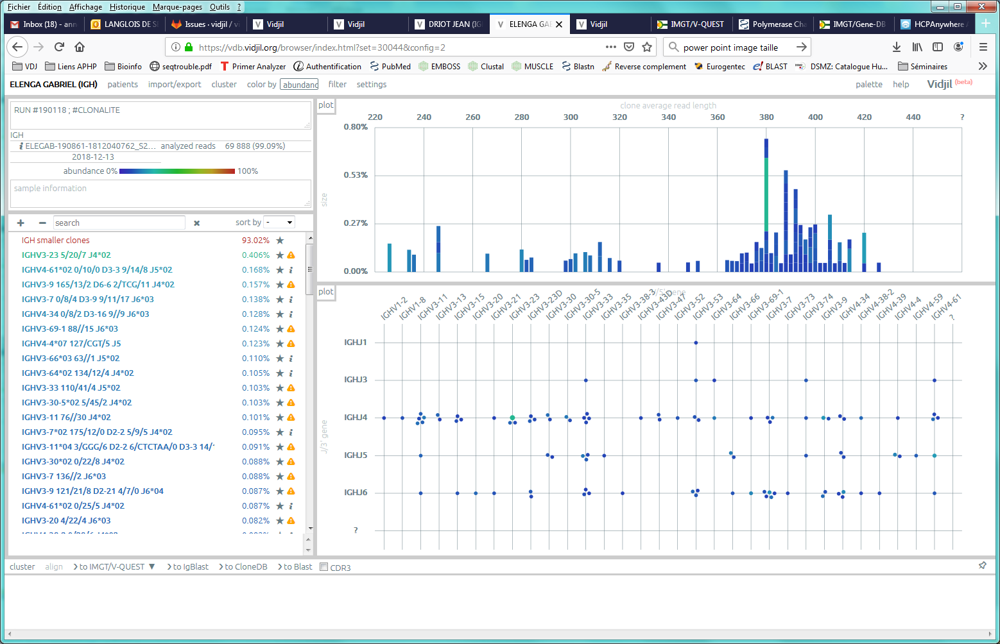 Fichier Édition Affichage Historique Marque-pages Outils ?
Inbox (18) - ann LANGLOIS DE S Issues · vidjil / vi Vidjil Vidjil DRIOT JEAN (IG ELENGA GAB Vidjil IMGT/V-QUEST Polymerase Cha IMGT/Gene-DB HCPAnywhere
https://vdb.vidjil.org/browser/index.html?set=30044&config=2 power point image taille
VDJ Liens APHP Bioinfo seqtrouble.pdf Primer Analyzer Authentification PubMed EMBOSS Clustal MUSCLE Blastn Reverse complement Eurogentec BLAST DSMZ: Catalogue Hu... Séminaires
ELENGA GABRIEL (IGH) patients import/export cluster color by abundanc filter settings palette help Vidjil (beta)
RUN #190118 ; #CLONALITE
IGH
ELEGAB-190861-1812040762_S2... analyzed reads 69 888 (99.09%)
2018-12-13
abundance 0% 100%
sample information
+ − search sort by -
IGH smaller clones 93.02%
IGHV3-23 5/20/7 J4*02 0.406%
IGHV4-61*02 0/10/0 D3-3 9/14/8 J5*02 0.168%
IGHV3-9 165/13/2 D6-6 2/TCG/11 J4*02 0.157%
IGHV3-7 0/8/4 D3-9 9/11/17 J6*03 0.138%
IGHV4-34 0/8/2 D3-16 9//9 J6*03 0.128%
IGHV3-69-1 88//15 J6*03 0.124%
IGHV4-4*07 127/CGT/5 J5 0.123%
IGHV3-66*03 63//1 J5*02 0.110%
IGHV3-64*02 134/12/4 J4*02 0.105%
IGHV3-33 110/41/4 J5*02 0.103%
IGHV3-30-5*02 5/45/2 J4*02 0.103%
IGHV3-11 76//30 J4*02 0.101%
IGHV3-7*02 175/12/0 D2-2 5/9/5 J4*02 0.095%
IGHV3-11*04 3/GGG/6 D2-2 6/CTCTAA/0 D3-3 14/ 0.091%
IGHV3-30*02 0/22/8 J4*02 0.088%
IGHV3-7 136//2 J6*03 0.088%
IGHV3-9 121/21/8 D2-21 4/7/0 J6*04 0.087%
IGHV4-61*02 0/25/5 J4*02 0.087%
IGHV3-20 4/22/4 J6*03 0.082%
plot
clone average read length
220 240 260 280 300 320 340 360 380 400 420 440 ?
0.80%
0.53%
size
0.27%
0.00%
plot
gene
IGHV1-2 IGHV1-8 IGHV3-11 IGHV3-13 IGHV3-15 IGHV3-20 IGHV3-21 IGHV3-23 IGHV3-23D IGHV3-30 IGHV3-30-5 IGHV3-33 IGHV3-35 IGHV3-38-3 IGHV3-43D IGHV3-47 IGHV3-52 IGHV3-53 IGHV3-64 IGHV3-66 IGHV3-69-1 IGHV3-7 IGHV3-73 IGHV3-74 IGHV3-9 IGHV4-34 IGHV4-38-2 IGHV4-39 IGHV4-4 IGHV4-59 IGHV4-61 ?
IGHJ1
IGHJ3
IGHJ4
J/3' gene
IGHJ5
IGHJ6
?
cluster align to IMGT/V-QUEST ▼ to IgBlast to CloneDB to Blast CDR3